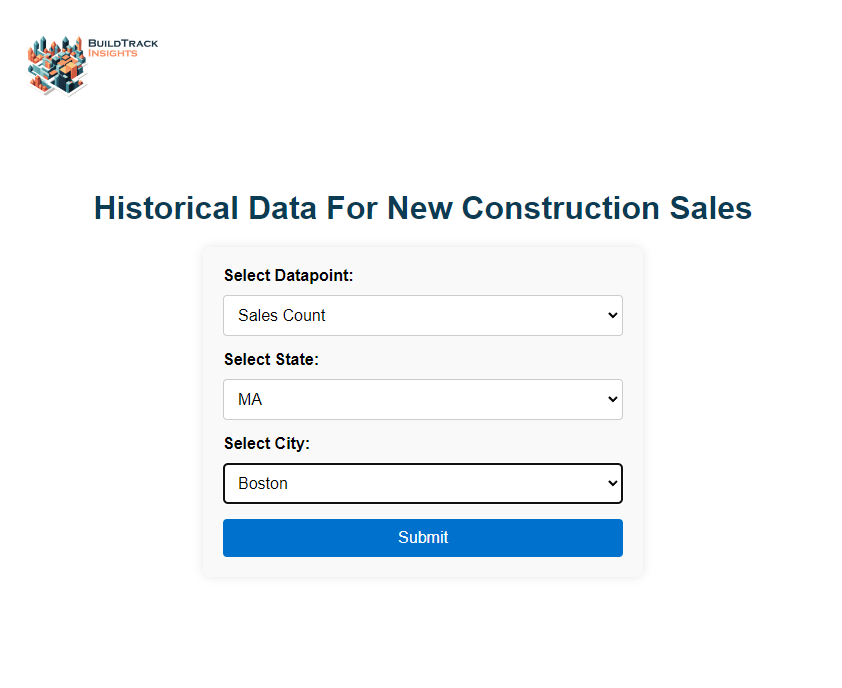 BuildTrack
Insights
Historical Data For New Construction Sales
Select Datapoint:
Sales Count
Select State:
MA
Select City:
Boston
Submit